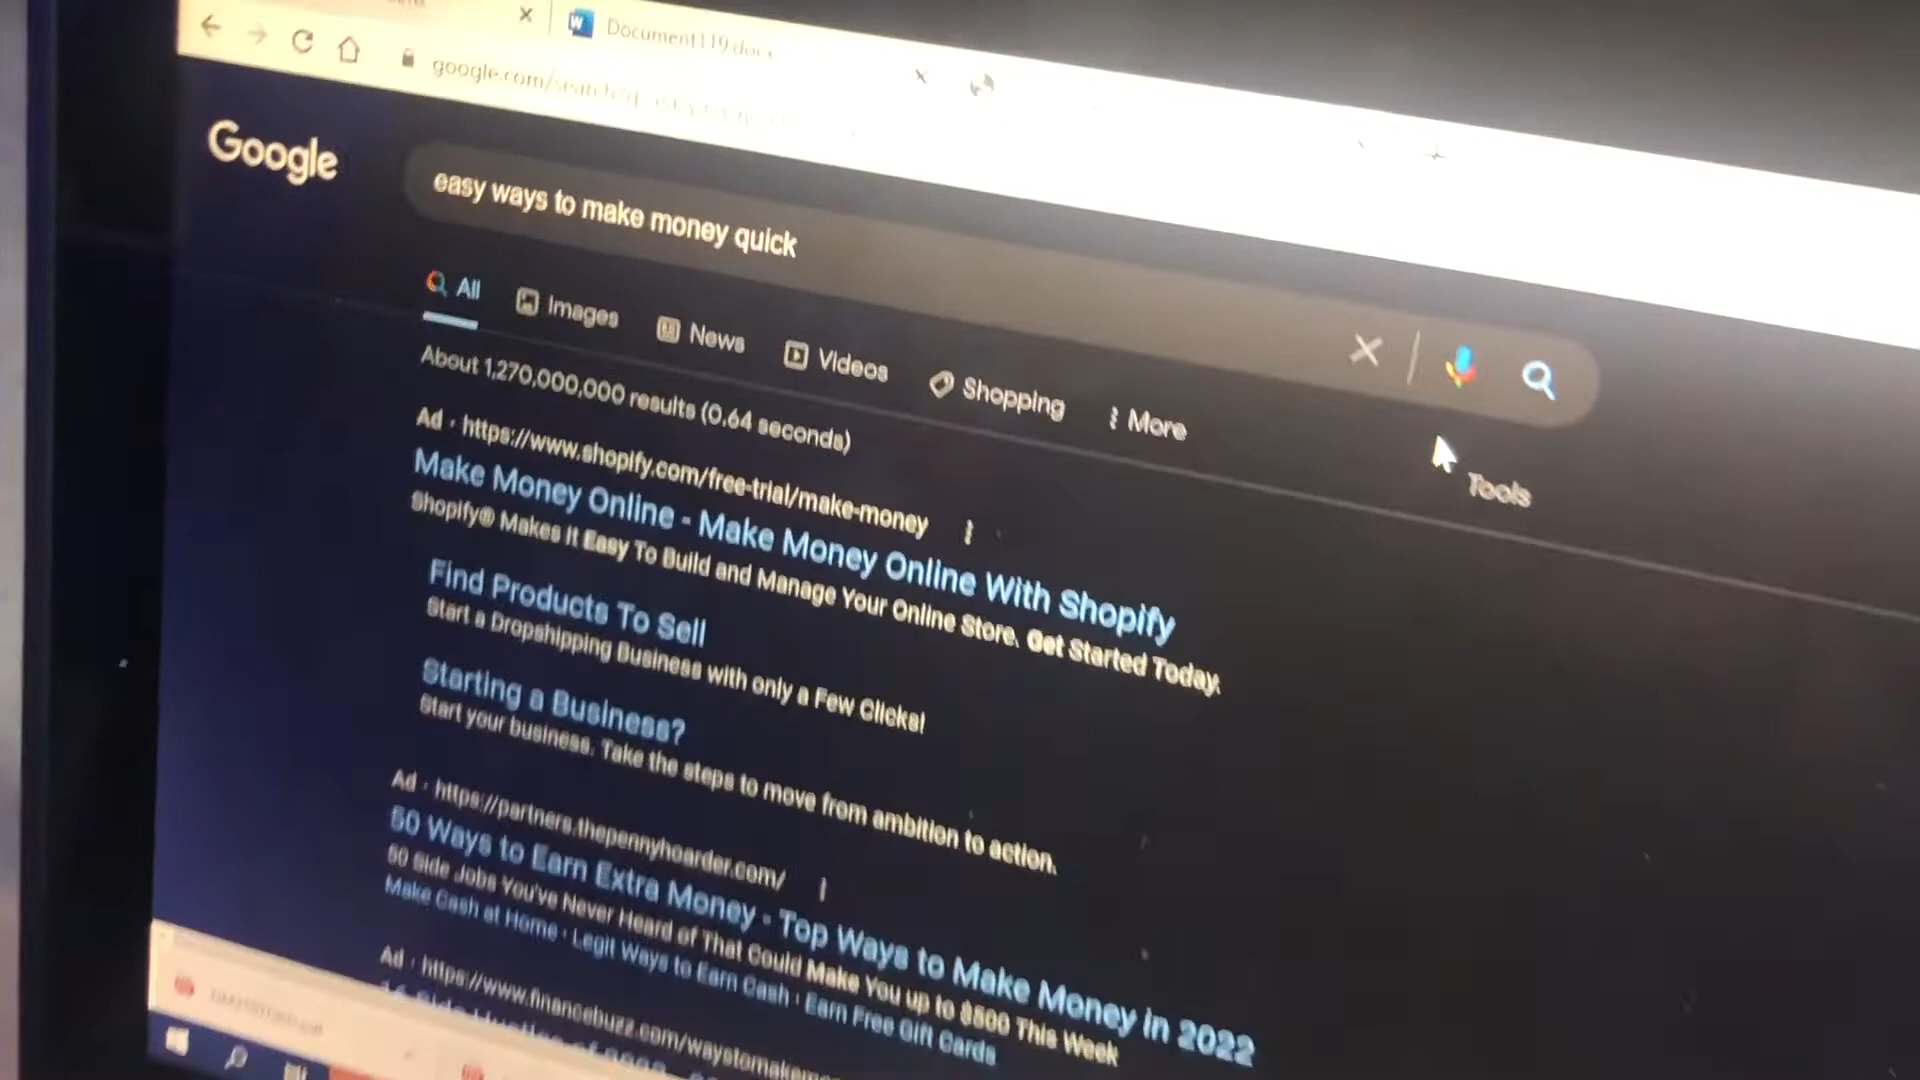 Document119.docx
google.com/search?q
Google
easy ways to make money quick
All
Images
News
Videos
Shopping
More
Tools
About 1,270,000,000 results (0.64 seconds)
Ad · https://www.shopify.com/free-trial/make-money
Make Money Online - Make Money Online With Shopify
Shopify® Makes It Easy To Build and Manage Your Online Store. Get Started Today.
Find Products To Sell
Start a Dropshipping Business with only a Few Clicks!
Starting a Business?
Start your business. Take the steps to move from ambition to action.
Ad · https://partners.thepennyhoarder.com/
50 Ways to Earn Extra Money - Top Ways to Make Money in 2022
50 Side Jobs You've Never Heard of That Could Make You up to $500 This Week
Make Cash at Home · Legit Ways to Earn Cash · Earn Free Gift Cards
Ad · https://www.financebuzz.com/waystomakemo